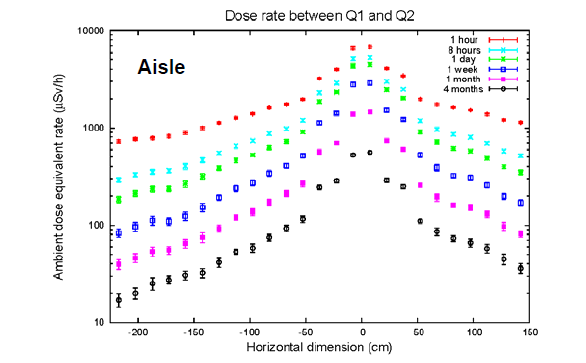 Dose rate between Q1 and Q2
10000
1000
100
10
Ambient dose equivalent rate (µSv/h)
Aisle
1 hour
8 hours
1 day
1 week
1 month
4 months
-200 -150 -100 -50 0 50 100 150
Horizontal dimension (cm)